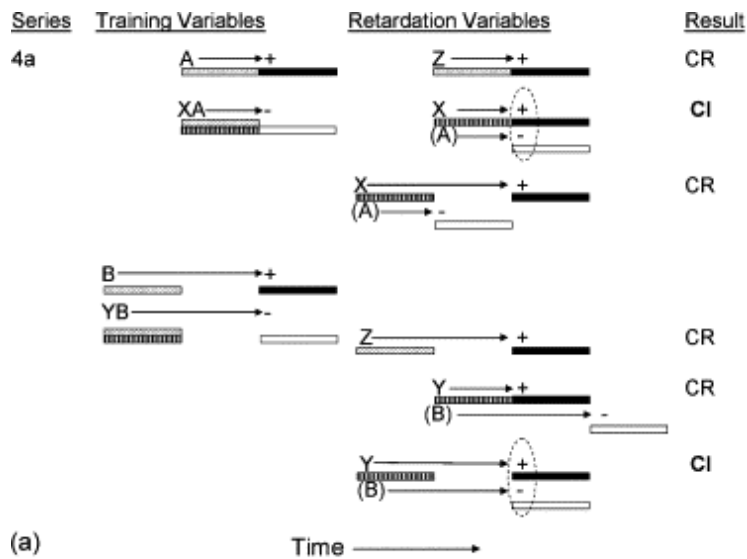 Series Training Variables Retardation Variables Result
4a A + Z + CR
XA - X + CI
(A) -
X + CR
(A) -
B +
YB -
Z + CR
Y + CR
(B) -
Y + CI
(B) -
(a) Time